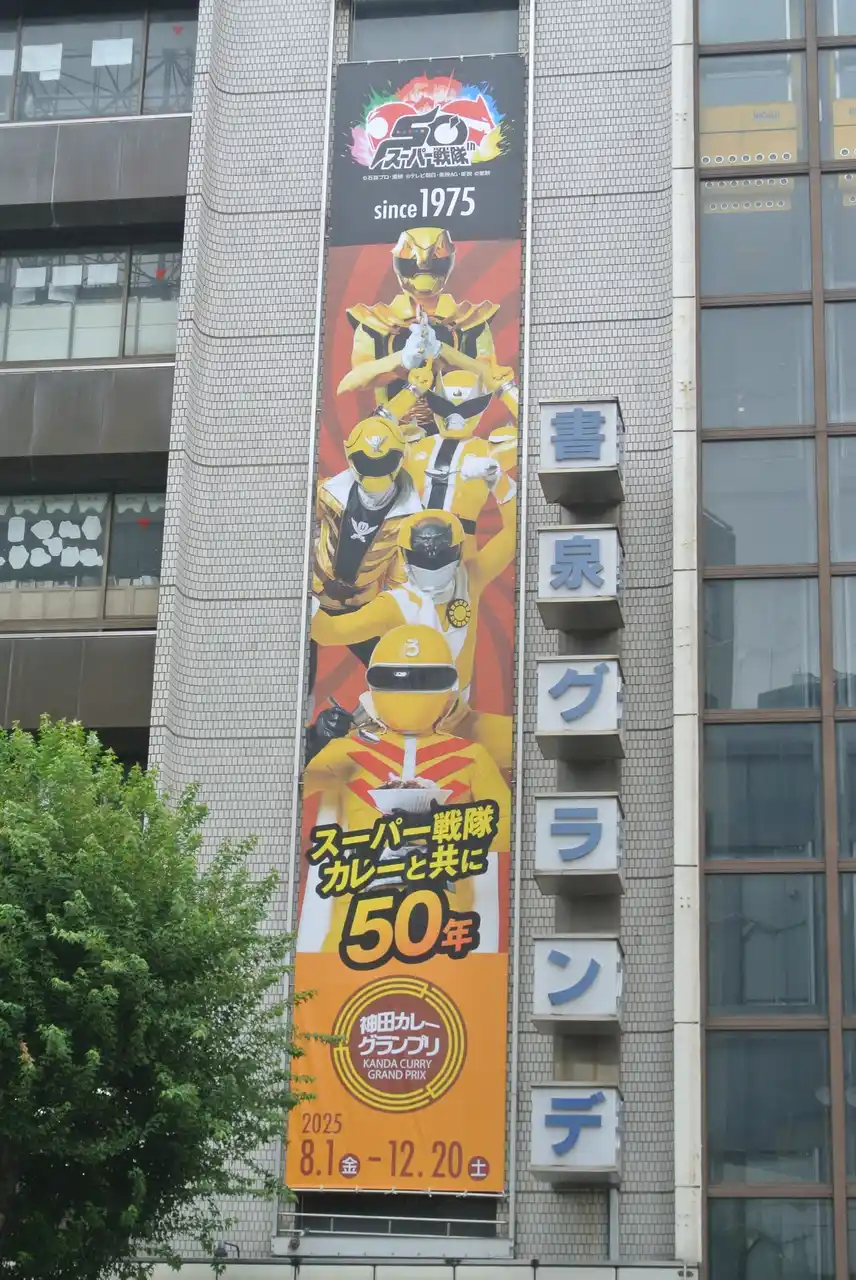 50
スーパー戦隊
in
since1975
3
スーパー戦隊
カレーと共に
50年
神田カレー
グランプリ
KANDA CURRY
GRAND PRIX
2025
8.1金-12.20土
書泉グランデ